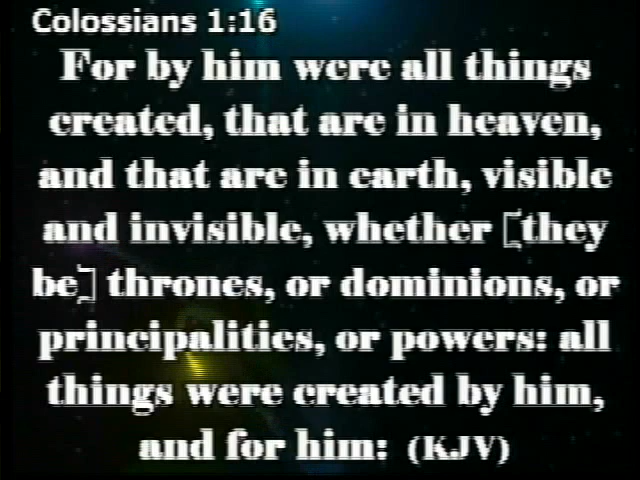 Colossians 1:16
For by him were all things
created, that are in heaven,
and that are in earth, visible
and invisible, whether [they
be] thrones, or dominions, or
principalities, or powers: all
things were created by him,
and for him: (KJV)